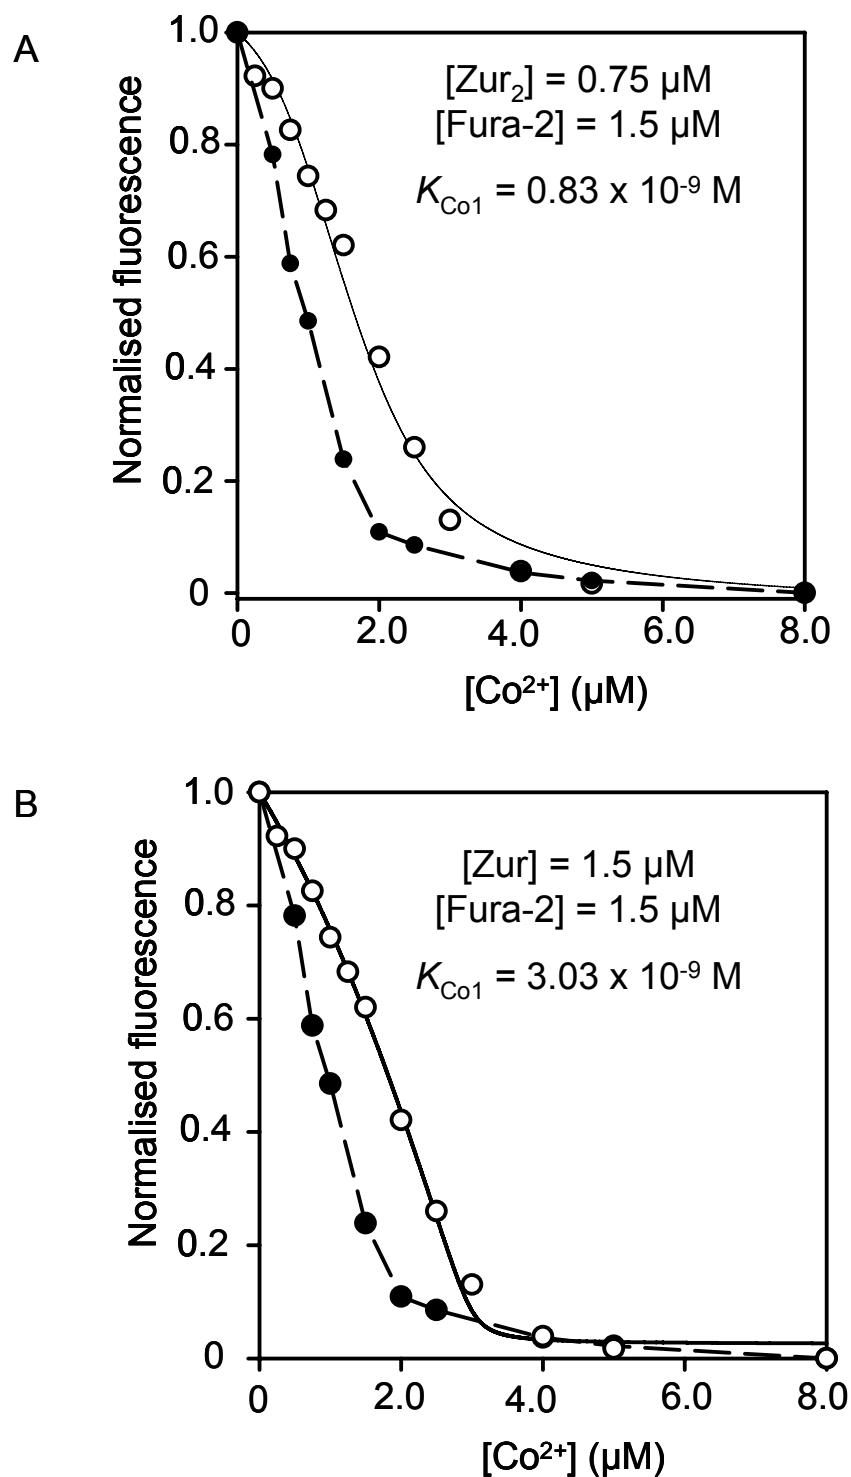 A
Normalised fluorescence
1.0
0.8
0.6
0.4
0.2
0
[Zur₂] = 0.75 µM
[Fura-2] = 1.5 µM
K_Co1 = 0.83 x 10⁻⁹ M
0 2.0 4.0 6.0 8.0
[Co²⁺] (µM)
B
Normalised fluorescence
1.0
0.8
0.6
0.4
0.2
0
[Zur] = 1.5 µM
[Fura-2] = 1.5 µM
K_Co1 = 3.03 x 10⁻⁹ M
0 2.0 4.0 6.0 8.0
[Co²⁺] (µM)